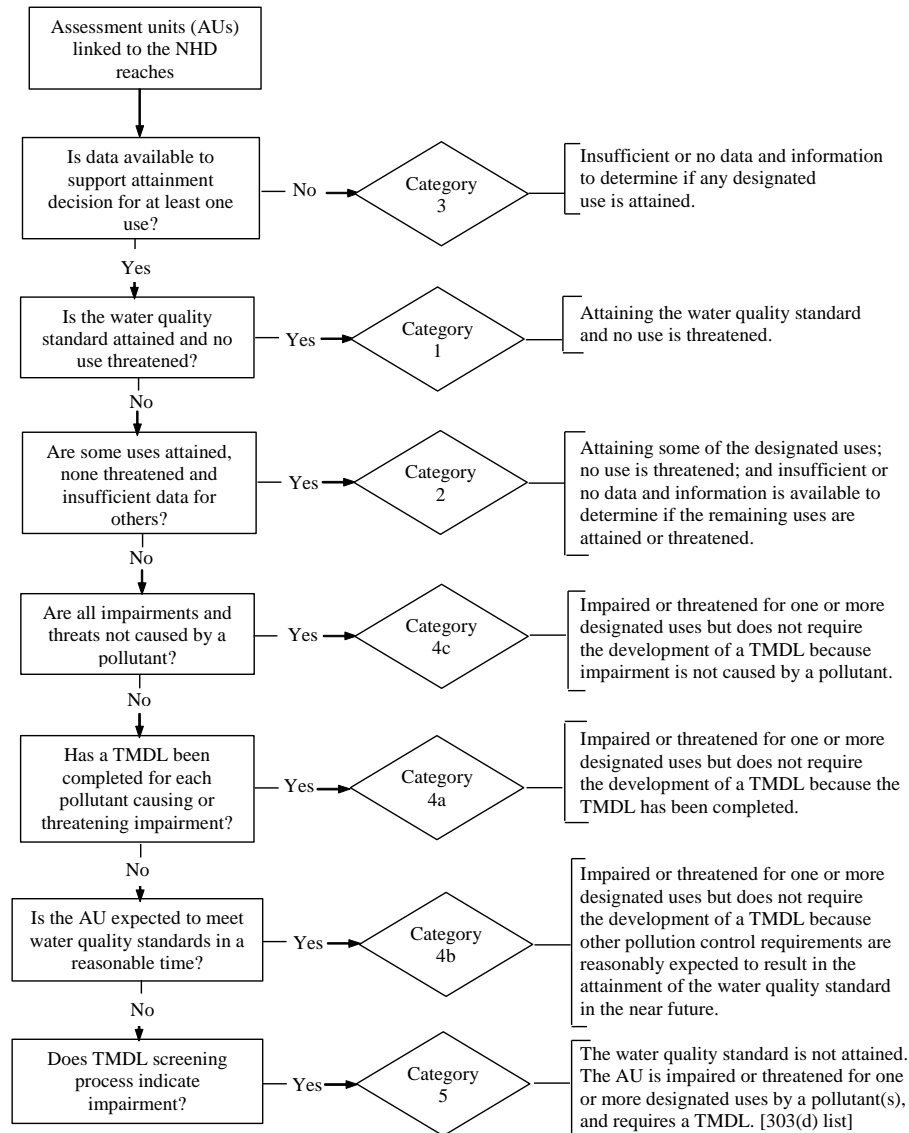 Assessment units (AUs)
linked to the NHD
reaches
Is data available to
support attainment
decision for at least one
use?
No
Category
3
Insufficient or no data and information
to determine if any designated
use is attained.
Yes
Is the water quality
standard attained and no
use threatened?
Yes
Category
1
Attaining the water quality standard
and no use is threatened.
No
Are some uses attained,
none threatened and
insufficient data for
others?
Yes
Category
2
Attaining some of the designated uses;
no use is threatened; and insufficient or
no data and information is available to
determine if the remaining uses are
attained or threatened.
No
Are all impairments and
threats not caused by a
pollutant?
Yes
Category
4c
Impaired or threatened for one or more
designated uses but does not require
the development of a TMDL because
impairment is not caused by a pollutant.
No
Has a TMDL been
completed for each
pollutant causing or
threatening impairment?
Yes
Category
4a
Impaired or threatened for one or more
designated uses but does not require
the development of a TMDL because the
TMDL has been completed.
No
Is the AU expected to meet
water quality standards in a
reasonable time?
Yes
Category
4b
Impaired or threatened for one or more
designated uses but does not require
the development of a TMDL because
other pollution control requirements are
reasonably expected to result in the
attainment of the water quality standard
in the near future.
No
Does TMDL screening
process indicate
impairment?
Yes
Category
5
The water quality standard is not attained.
The AU is impaired or threatened for one
or more designated uses by a pollutant(s),
and requires a TMDL. [303(d) list]